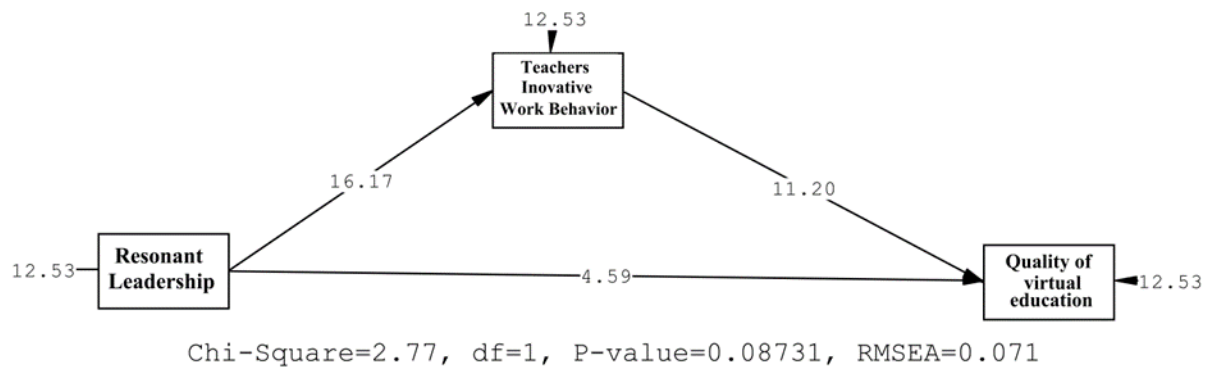 12.53
Teachers
Inovative
Work Behavior
16.17
11.20
12.53
Resonant
Leadership
4.59
Quality of
virtual
education
12.53
Chi-Square=2.77, df=1, P-value=0.08731, RMSEA=0.071